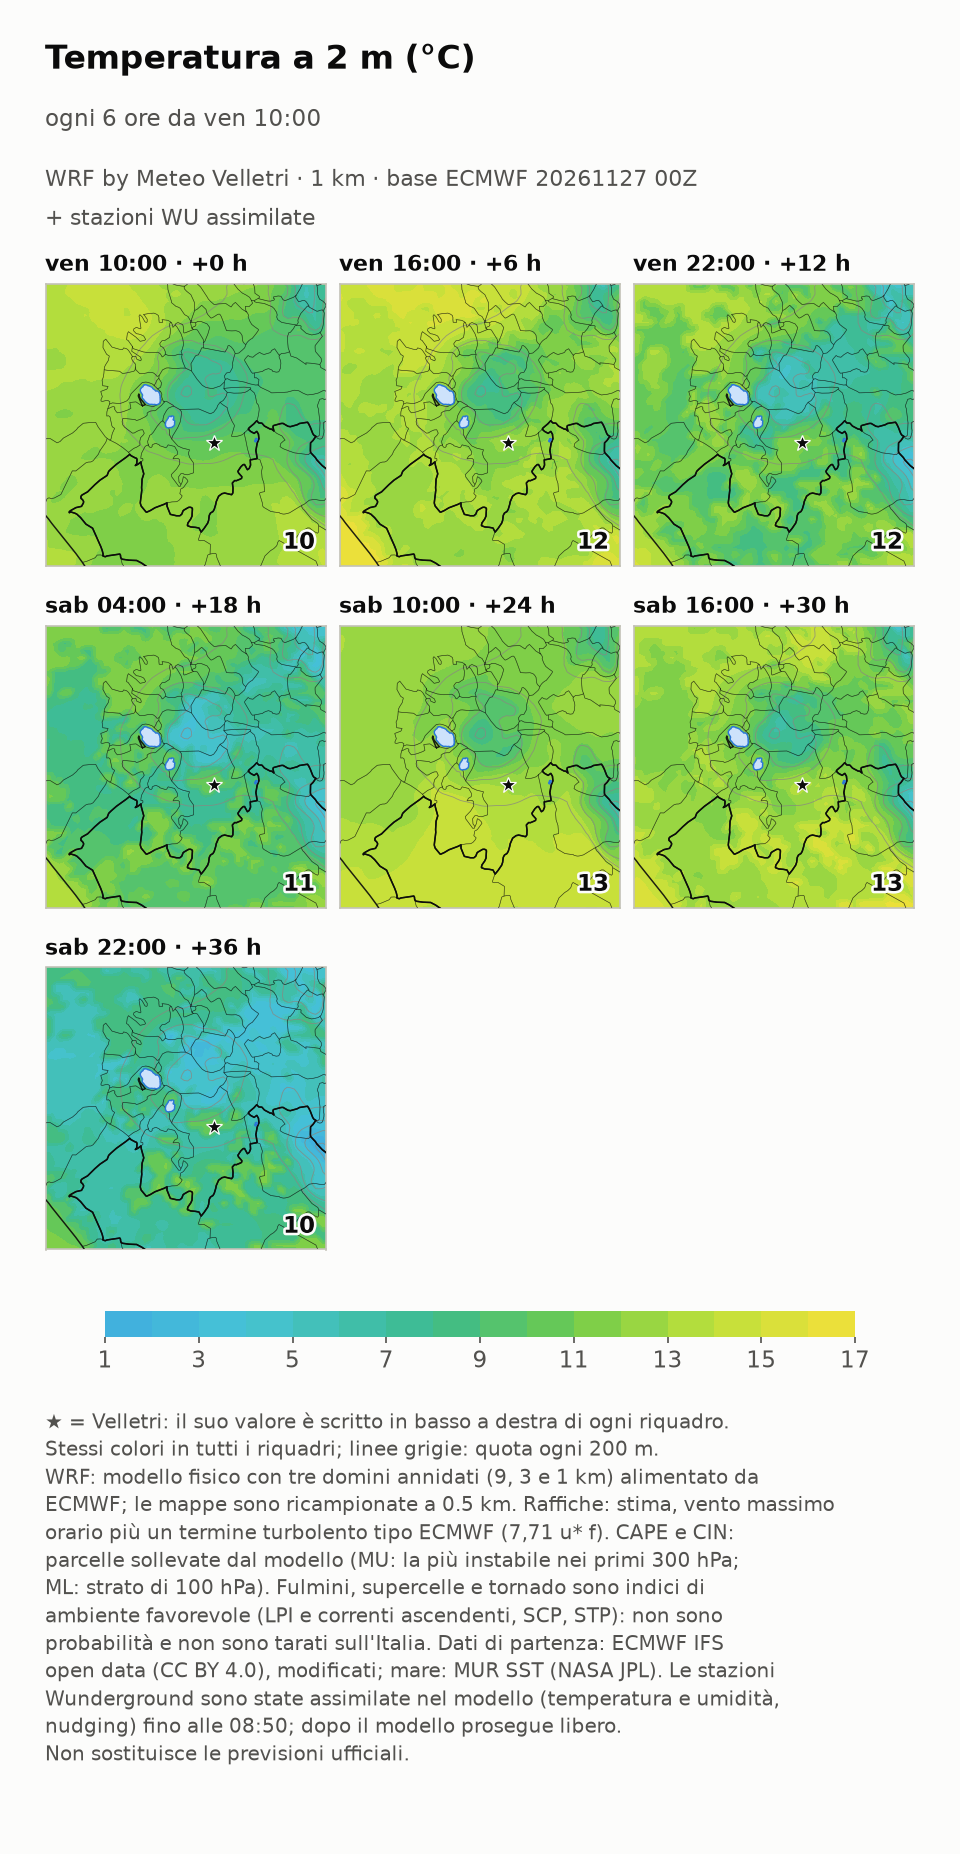 Temperatura a 2 m (°C)
ogni 6 ore da ven 10:00
WRF by Meteo Velletri · 1 km · base ECMWF 20261127 00Z
+ stazioni WU assimilate
ven 10:00 · +0 h
ven 16:00 · +6 h
ven 22:00 · +12 h
10
12
12
sab 04:00 · +18 h
sab 10:00 · +24 h
sab 16:00 · +30 h
11
13
13
sab 22:00 · +36 h
10
1 3 5 7 9 11 13 15 17
★ = Velletri: il suo valore è scritto in basso a destra di ogni riquadro.
Stessi colori in tutti i riquadri; linee grigie: quota ogni 200 m.
WRF: modello fisico con tre domini annidati (9, 3 e 1 km) alimentato da
ECMWF; le mappe sono ricampionate a 0.5 km. Raffiche: stima, vento massimo
orario più un termine turbolento tipo ECMWF (7,71 u* f). CAPE e CIN:
parcelle sollevate dal modello (MU: la più instabile nei primi 300 hPa;
ML: strato di 100 hPa). Fulmini, supercelle e tornado sono indici di
ambiente favorevole (LPI e correnti ascendenti, SCP, STP): non sono
probabilità e non sono tarati sull'Italia. Dati di partenza: ECMWF IFS
open data (CC BY 4.0), modificati; mare: MUR SST (NASA JPL). Le stazioni
Wunderground sono state assimilate nel modello (temperatura e umidità,
nudging) fino alle 08:50; dopo il modello prosegue libero.
Non sostituisce le previsioni ufficiali.